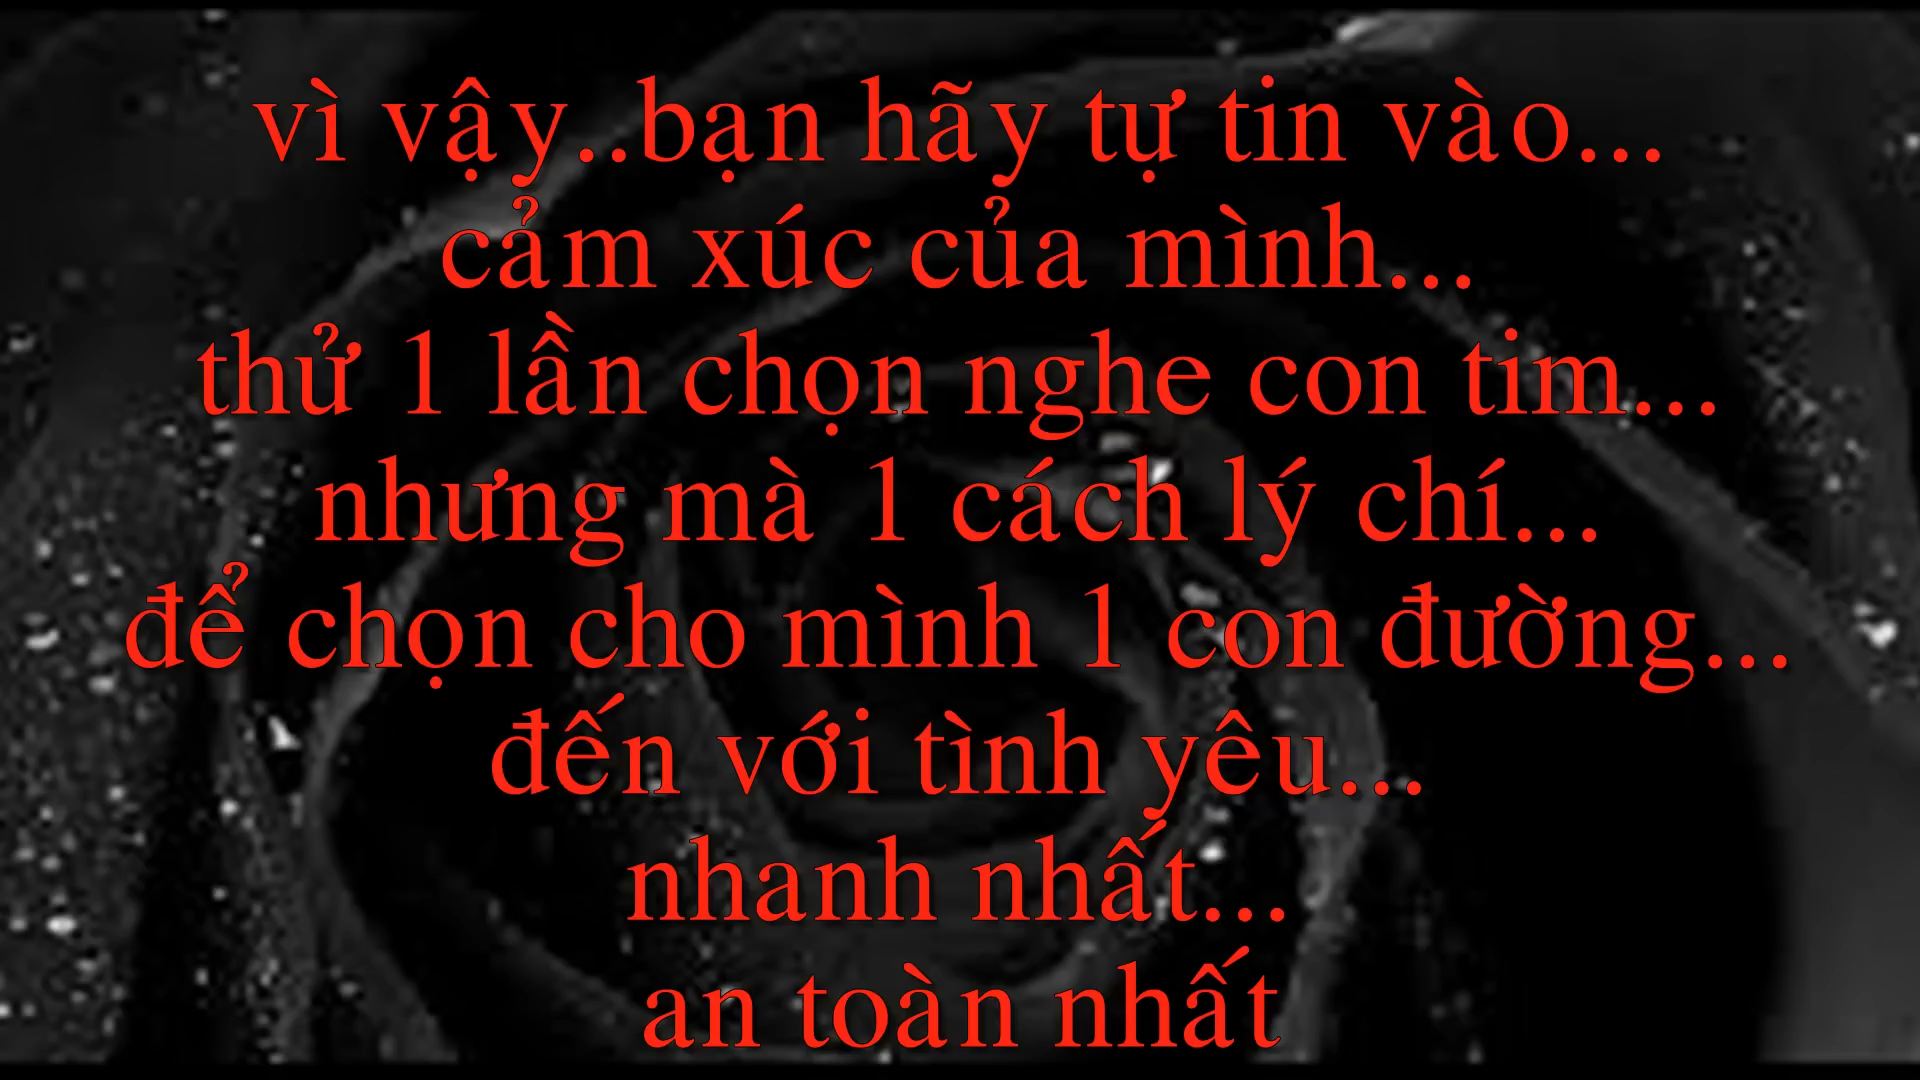 vì vậy..bạn hãy tự tin vào...
cảm xúc của mình...
thử 1 lần chọn nghe con tim...
nhưng mà 1 cách lý chí...
để chọn cho mình 1 con đường...
đến với tình yêu...
nhanh nhất...
an toàn nhất